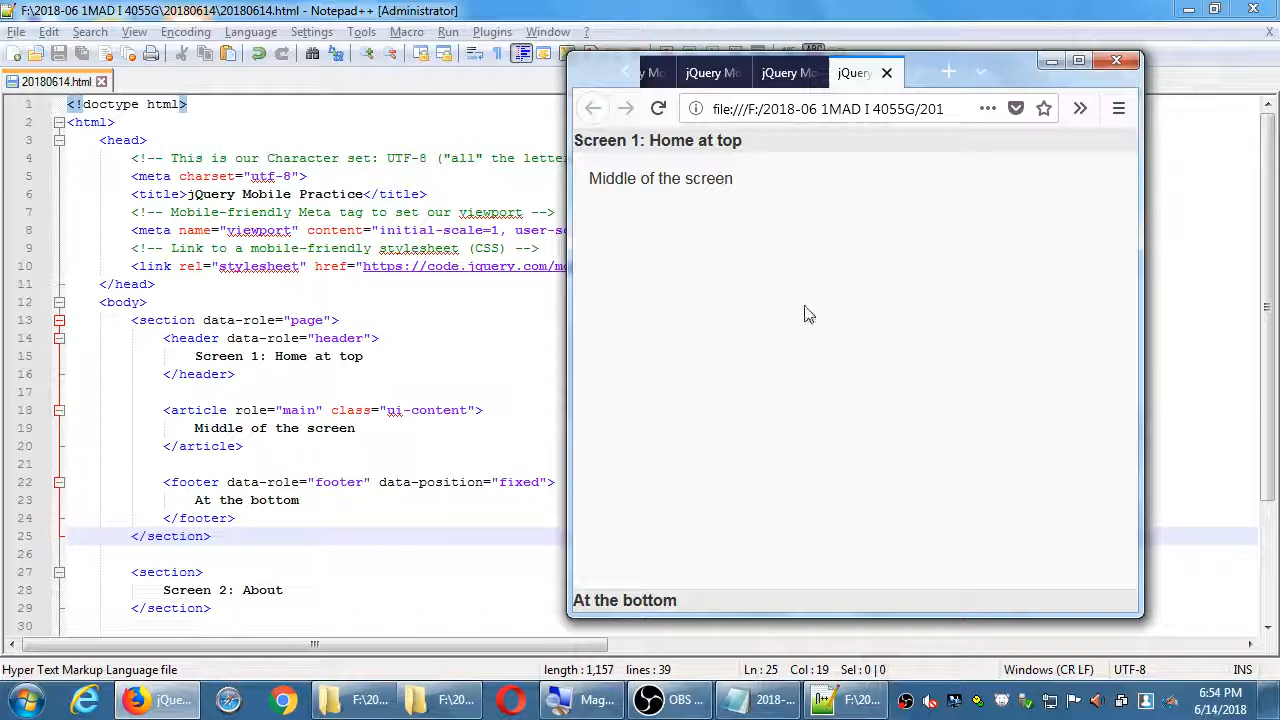 F:\2018-06 1MAD I 4055G\20180614\20180614.html - Notepad++ [Administrator]
File Edit Search View Encoding Language Settings Tools Macro Run Plugins Window ? X
20180614.html
1 <!doctype html>
2 <html>
3 <head>
4 <!-- This is our Character set: UTF-8 ("all" the lette
5 <meta charset="utf-8">
6 <title>jQuery Mobile Practice</title>
7 <!-- Mobile-friendly Meta tag to set our viewport -->
8 <meta name="viewport" content="initial-scale=1, user-s
9 <!-- Link to a mobile-friendly stylesheet (CSS) -->
10 <link rel="stylesheet" href="https://code.jquery.com/m
11 </head>
12 <body>
13 <section data-role="page">
14 <header data-role="header">
15 Screen 1: Home at top
16 </header>
17
18 <article role="main" class="ui-content">
19 Middle of the screen
20 </article>
21
22 <footer data-role="footer" data-position="fixed">
23 At the bottom
24 </footer>
25 </section>
26
27 <section>
28 Screen 2: About
29 </section>
30
y Mo jQuery Mo jQuery Mo jQuery
file:///F:/2018-06 1MAD I 4055G/201
Screen 1: Home at top
Middle of the screen
At the bottom
Hyper Text Markup Language file length : 1,157 lines : 39 Ln : 25 Col : 19 Sel : 0 | 0 Windows (CR LF) UTF-8 INS
jQue... F:\20... F:\20... Mag... OBS ... 2018-... F:\20... 6:54 PM
6/14/2018